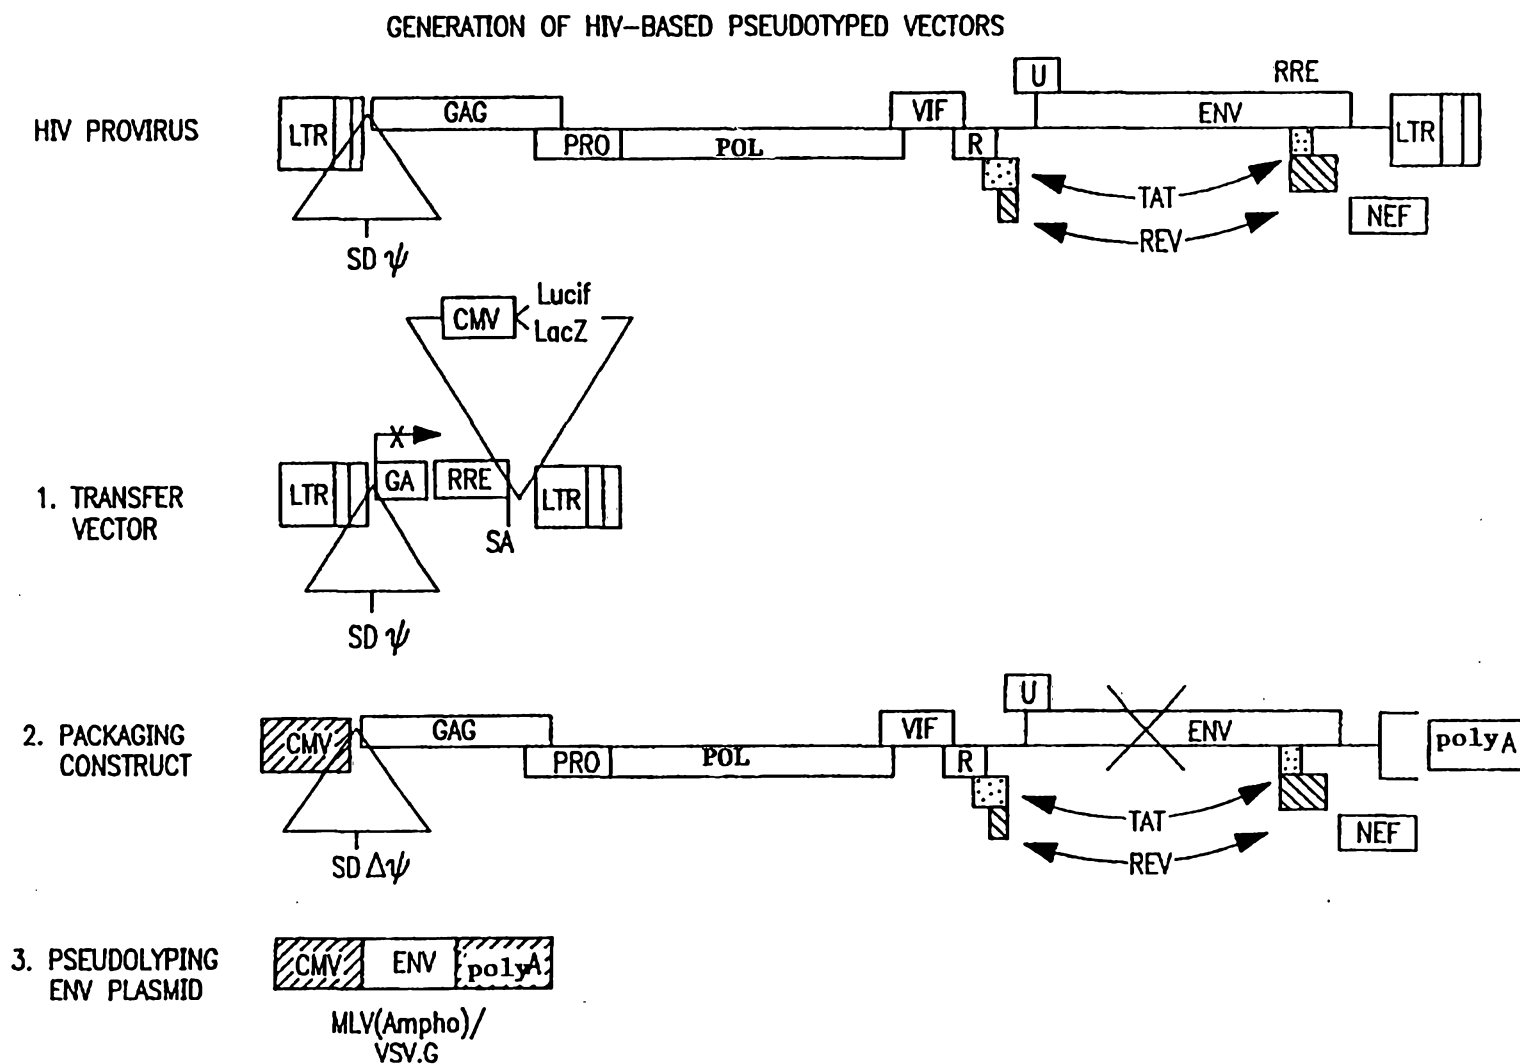 GENERATION OF HIV-BASED PSEUDOTYPED VECTORS
HIV PROVIRUS
LTR
GAG
PRO
POL
VIF
R
U
RRE
ENV
LTR
TAT
REV
NEF
SD ψ
CMV
Lucif
LacZ
1. TRANSFER
VECTOR
LTR
X
GA
RRE
LTR
SA
SD ψ
2. PACKAGING
CONSTRUCT
CMV
GAG
PRO
POL
VIF
R
U
ENV
polyA
TAT
REV
NEF
SD Δψ
3. PSEUDOLYPING
ENV PLASMID
CMV
ENV
polyA
MLV(Ampho)/
VSV.G